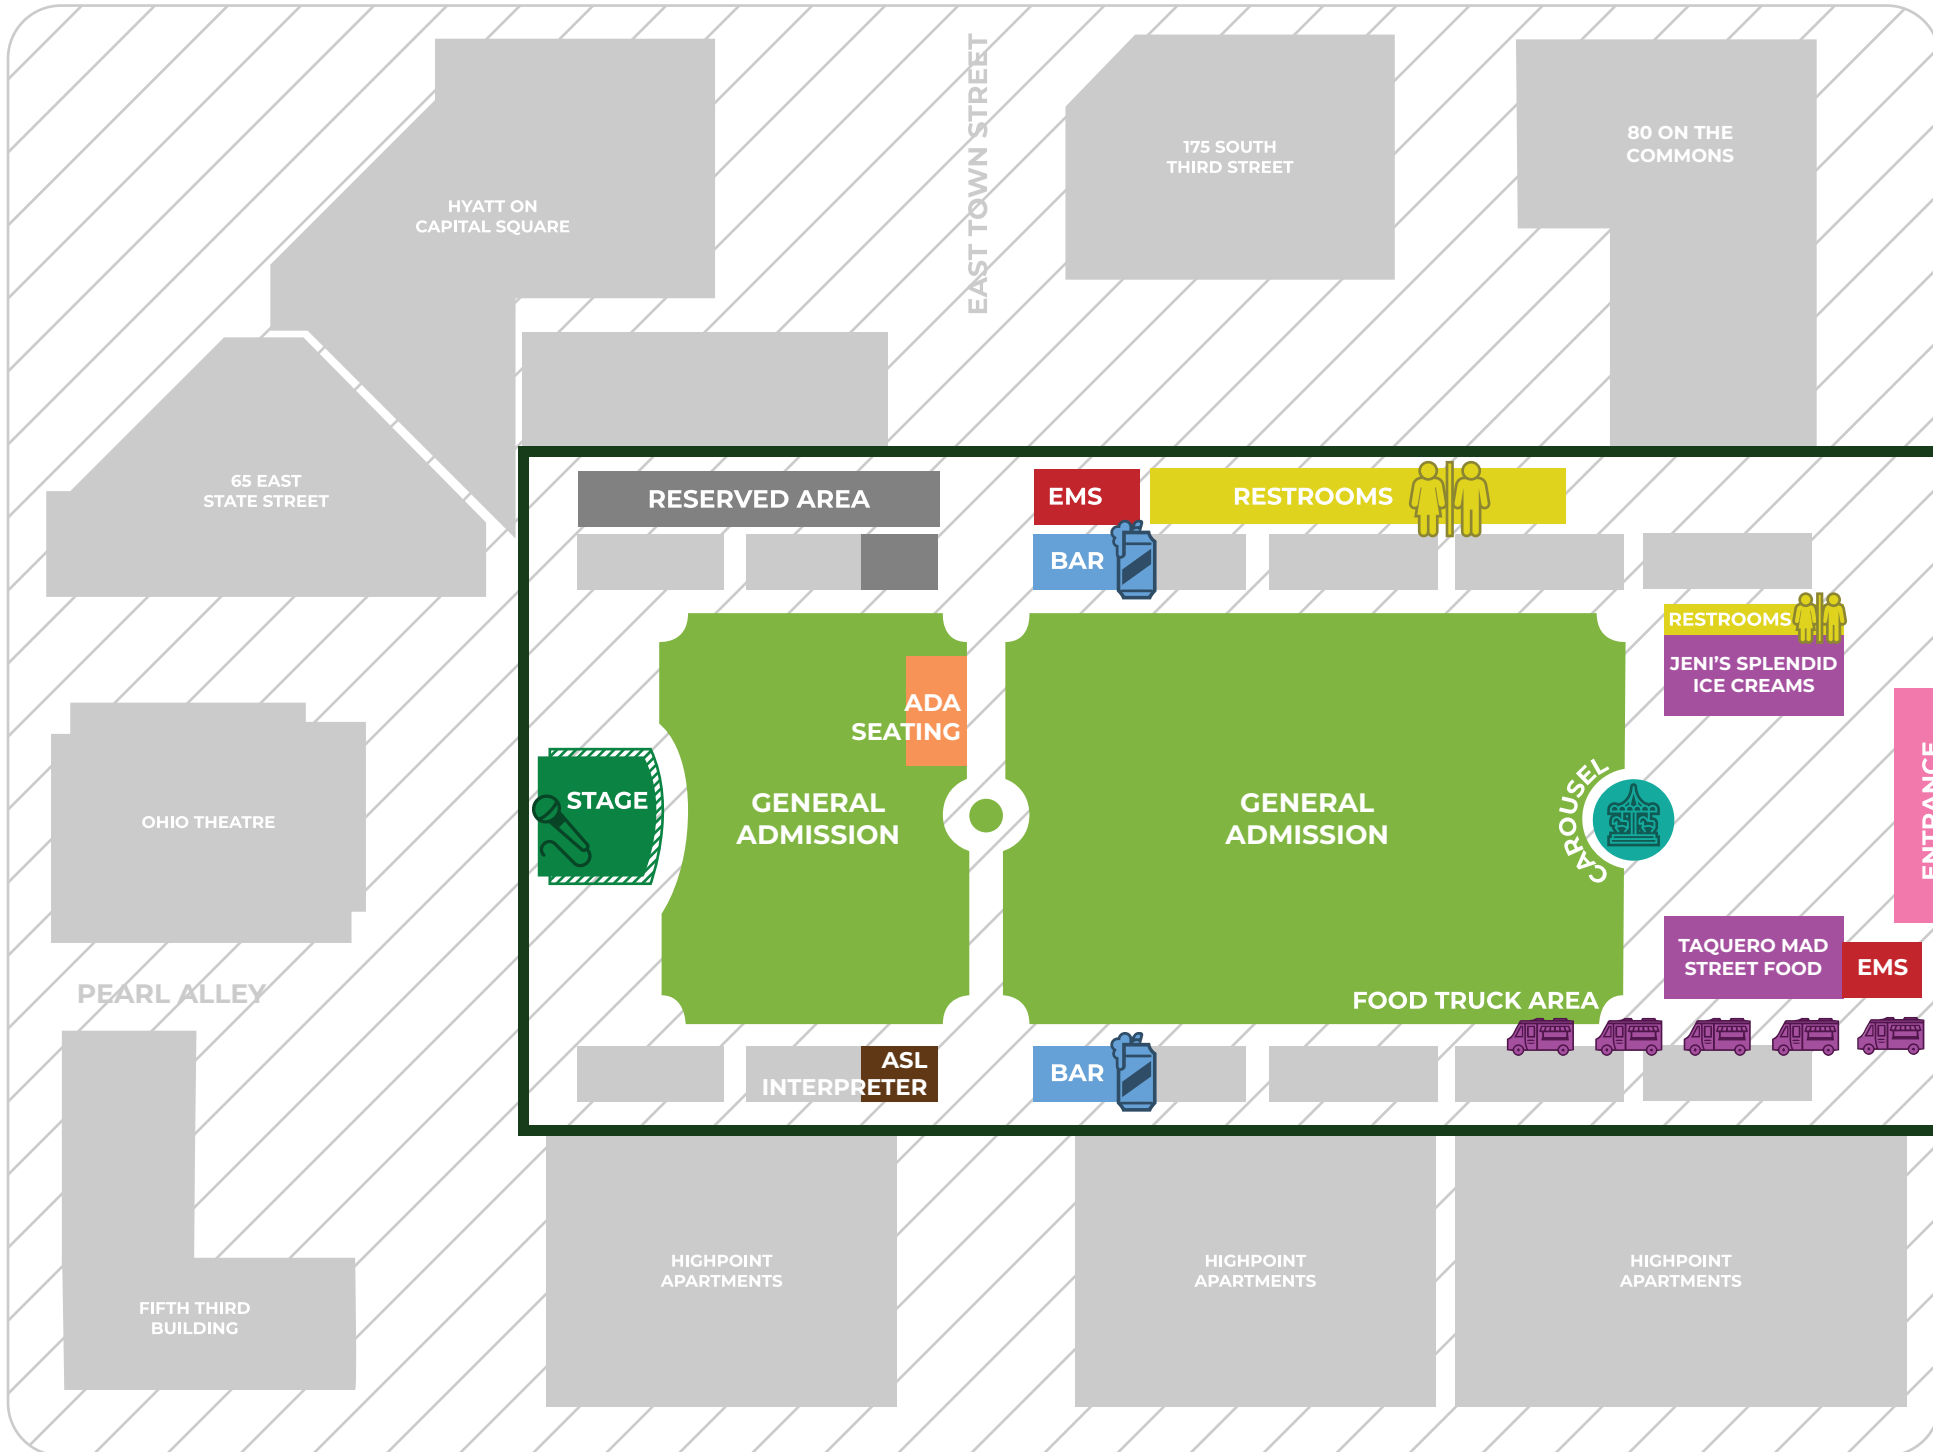 EAST TOWN STREET
175 SOUTH
THIRD STREET
80 ON THE
COMMONS
HYATT ON
CAPITAL SQUARE
65 EAST
STATE STREET
RESERVED AREA
EMS
RESTROOMS
BAR
RESTROOMS
JENI'S SPLENDID
ICE CREAMS
ADA
SEATING
STAGE
GENERAL
ADMISSION
GENERAL
ADMISSION
CAROUSEL
ENTRANCE
OHIO THEATRE
TAQUERO MAD
STREET FOOD
EMS
PEARL ALLEY
FOOD TRUCK AREA
ASL
INTERPRETER
BAR
HIGHPOINT
APARTMENTS
HIGHPOINT
APARTMENTS
HIGHPOINT
APARTMENTS
FIFTH THIRD
BUILDING